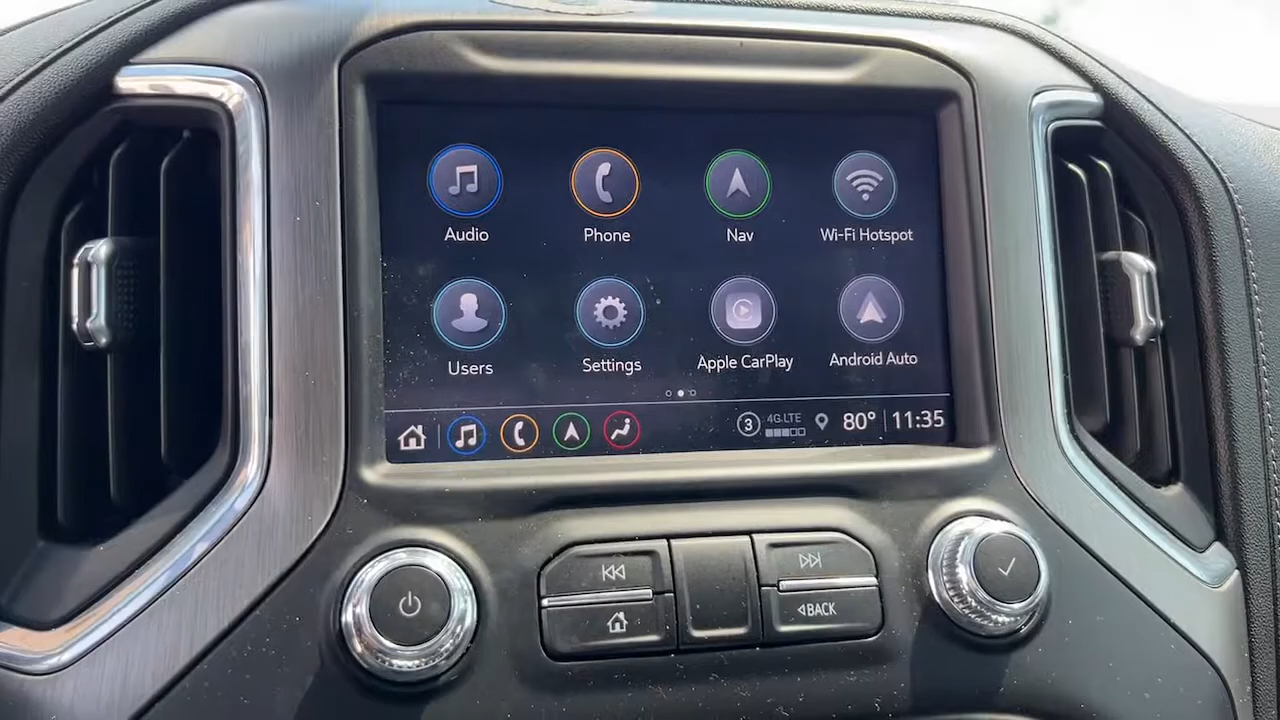 Audio Phone Nav Wi-Fi Hotspot
Users Settings Apple CarPlay Android Auto
3 4G LTE 80° 11:35
BACK